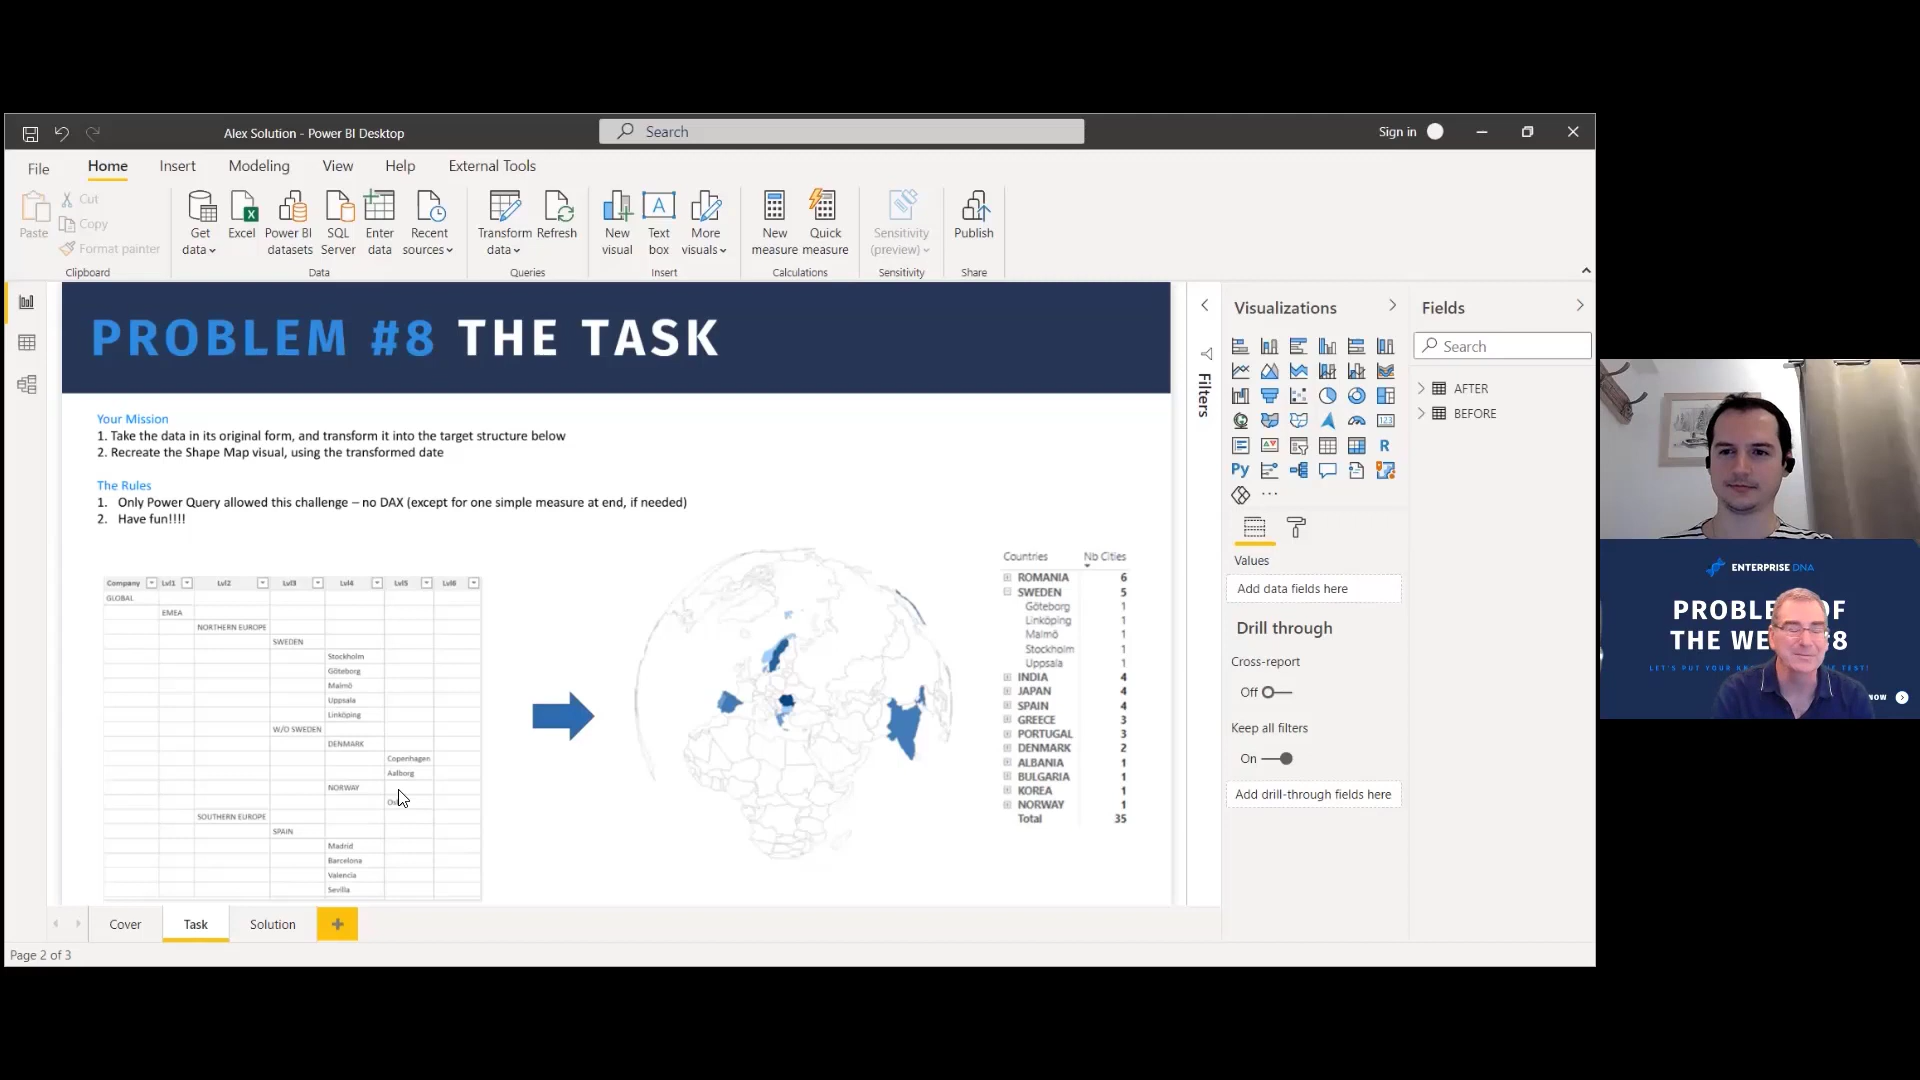 Alex Solution - Power BI Desktop
Search
Sign in
File
Home
Insert
Modeling
View
Help
External Tools
Paste
Cut
Copy
Format painter
Clipboard
Get data
Excel
Power BI datasets
SQL Server
Enter data
Recent sources
Data
Transform data
Refresh
Queries
New visual
Text box
More visuals
Insert
New measure
Quick measure
Calculations
Sensitivity (preview)
Sensitivity
Publish
Share
PROBLEM #8 THE TASK
Your Mission
1. Take the data in its original form, and transform it into the target structure below
2. Recreate the Shape Map visual, using the transformed date
The Rules
1. Only Power Query allowed this challenge – no DAX (except for one simple measure at end, if needed)
2. Have fun!!!!
Company Lvl1 Lvl2 Lvl3 Lvl4 Lvl5 Lvl6
GLOBAL
EMEA
NORTHERN EUROPE
SWEDEN
Stockholm
Göteborg
Malmö
Uppsala
Linköping
W/O SWEDEN
DENMARK
Copenhagen
Aalborg
NORWAY
SOUTHERN EUROPE
SPAIN
Madrid
Barcelona
Valencia
Sevilla
Countries Nb Cities
ROMANIA 6
SWEDEN 5
Göteborg 1
Linköping 1
Malmö 1
Stockholm 1
Uppsala 1
INDIA 4
JAPAN 4
SPAIN 4
GREECE 3
PORTUGAL 3
DENMARK 2
ALBANIA 1
BULGARIA 1
KOREA 1
NORWAY 1
Total 35
Filters
Visualizations
R
Py
123
Values
Add data fields here
Drill through
Cross-report
Off
Keep all filters
On
Add drill-through fields here
Fields
Search
AFTER
BEFORE
Cover
Task
Solution
Page 2 of 3
ENTERPRISE DNA
THE
#8